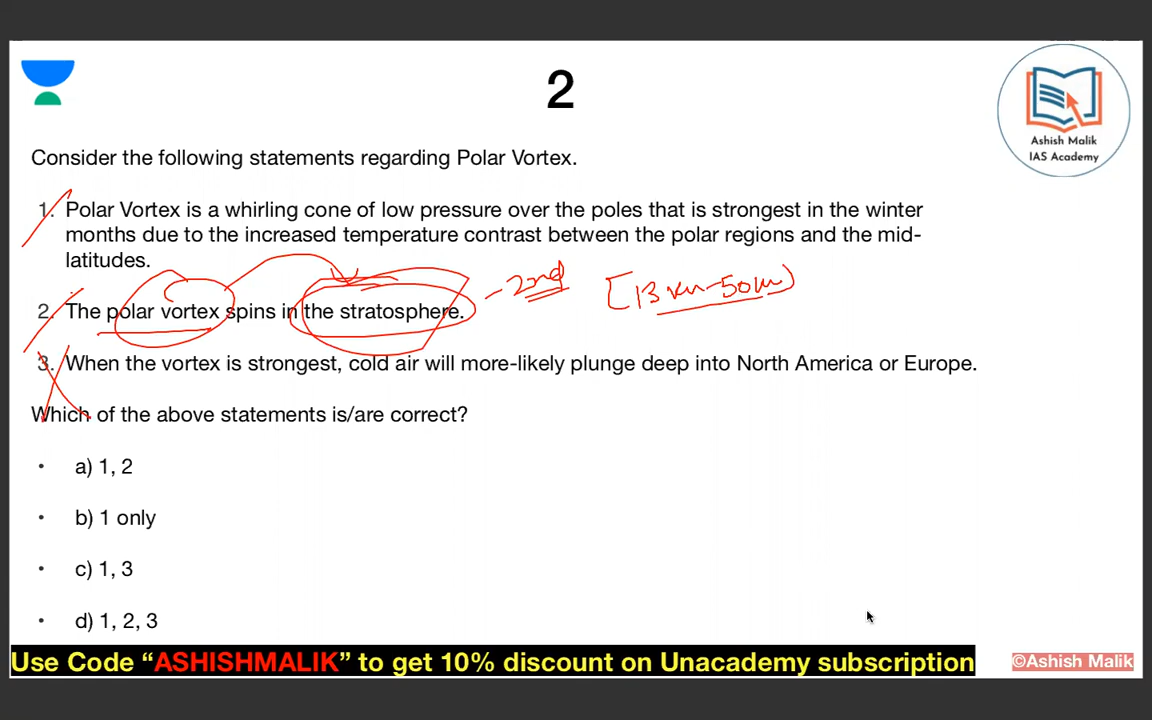 2
Ashish Malik
IAS Academy
Consider the following statements regarding Polar Vortex.
1. Polar Vortex is a whirling cone of low pressure over the poles that is strongest in the winter
months due to the increased temperature contrast between the polar regions and the mid-
latitudes.
2. The polar vortex spins in the stratosphere. - 2nd [13 km-50km)
3. When the vortex is strongest, cold air will more-likely plunge deep into North America or Europe.
Which of the above statements is/are correct?
• a) 1, 2
• b) 1 only
• c) 1, 3
• d) 1, 2, 3
Use Code “ASHISHMALIK” to get 10% discount on Unacademy subscription
©Ashish Malik